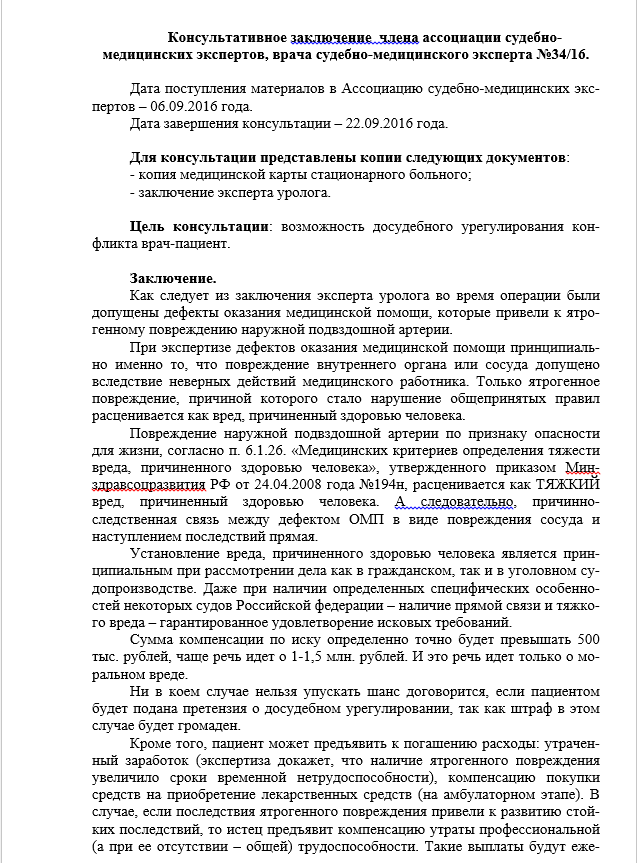 Консультативное заключение члена ассоциации судебно-
медицинских экспертов, врача судебно-медицинского эксперта №34/16.
Дата поступления материалов в Ассоциацию судебно-медицинских экс-
пертов – 06.09.2016 года.
Дата завершения консультации – 22.09.2016 года.
Для консультации представлены копии следующих документов:
- копия медицинской карты стационарного больного;
- заключение эксперта уролога.
Цель консультации: возможность досудебного урегулирования кон-
фликта врач-пациент.
Заключение.
Как следует из заключения эксперта уролога во время операции были
допущены дефекты оказания медицинской помощи, которые привели к ятро-
генному повреждению наружной подвздошной артерии.
При экспертизе дефектов оказания медицинской помощи принципиаль-
но именно то, что повреждение внутреннего органа или сосуда допущено
вследствие неверных действий медицинского работника. Только ятрогенное
повреждение, причиной которого стало нарушение общепринятых правил
расценивается как вред, причиненный здоровью человека.
Повреждение наружной подвздошной артерии по признаку опасности
для жизни, согласно п. 6.1.26. «Медицинских критериев определения тяжести
вреда, причиненного здоровью человека», утвержденного приказом Мин-
здравсоцразвития РФ от 24.04.2008 года №194н, расценивается как ТЯЖКИЙ
вред, причиненный здоровью человека. А следовательно, причинно-
следственная связь между дефектом ОМП в виде повреждения сосуда и
наступлением последствий прямая.
Установление вреда, причиненного здоровью человека является прин-
ципиальным при рассмотрении дела как в гражданском, так и в уголовном су-
допроизводстве. Даже при наличии определенных специфических особенно-
стей некоторых судов Российской федерации – наличие прямой связи и тяжко-
го вреда – гарантированное удовлетворение исковых требований.
Сумма компенсации по иску определенно точно будет превышать 500
тыс. рублей, чаще речь идет о 1-1,5 млн. рублей. И это речь идет только о мо-
ральном вреде.
Ни в коем случае нельзя упускать шанс договорится, если пациентом
будет подана претензия о досудебном урегулировании, так как штраф в этом
случае будет громаден.
Кроме того, пациент может предъявить к погашению расходы: утрачен-
ный заработок (экспертиза докажет, что наличие ятрогенного повреждения
увеличило сроки временной нетрудоспособности), компенсацию покупки
средств на приобретение лекарственных средств (на амбулаторном этапе). В
случае, если последствия ятрогенного повреждения привели к развитию стой-
ких последствий, то истец предъявит компенсацию утраты профессиональной
(а при ее отсутствии – общей) трудоспособности. Такие выплаты будут еже-